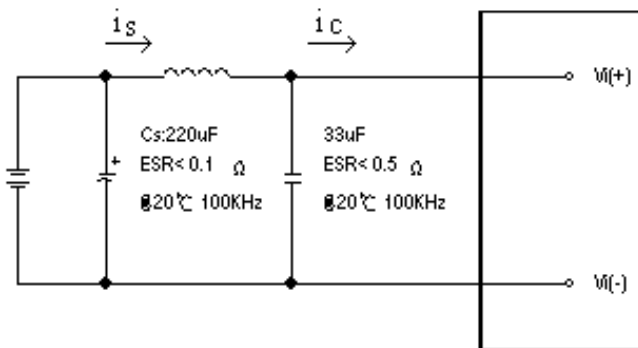 is
ic
Vi(+)
Cs:220uF
ESR< 0.1 Ω
20℃ 100KHz
33uF
ESR< 0.5 Ω
20℃ 100KHz
+
Vi(-)